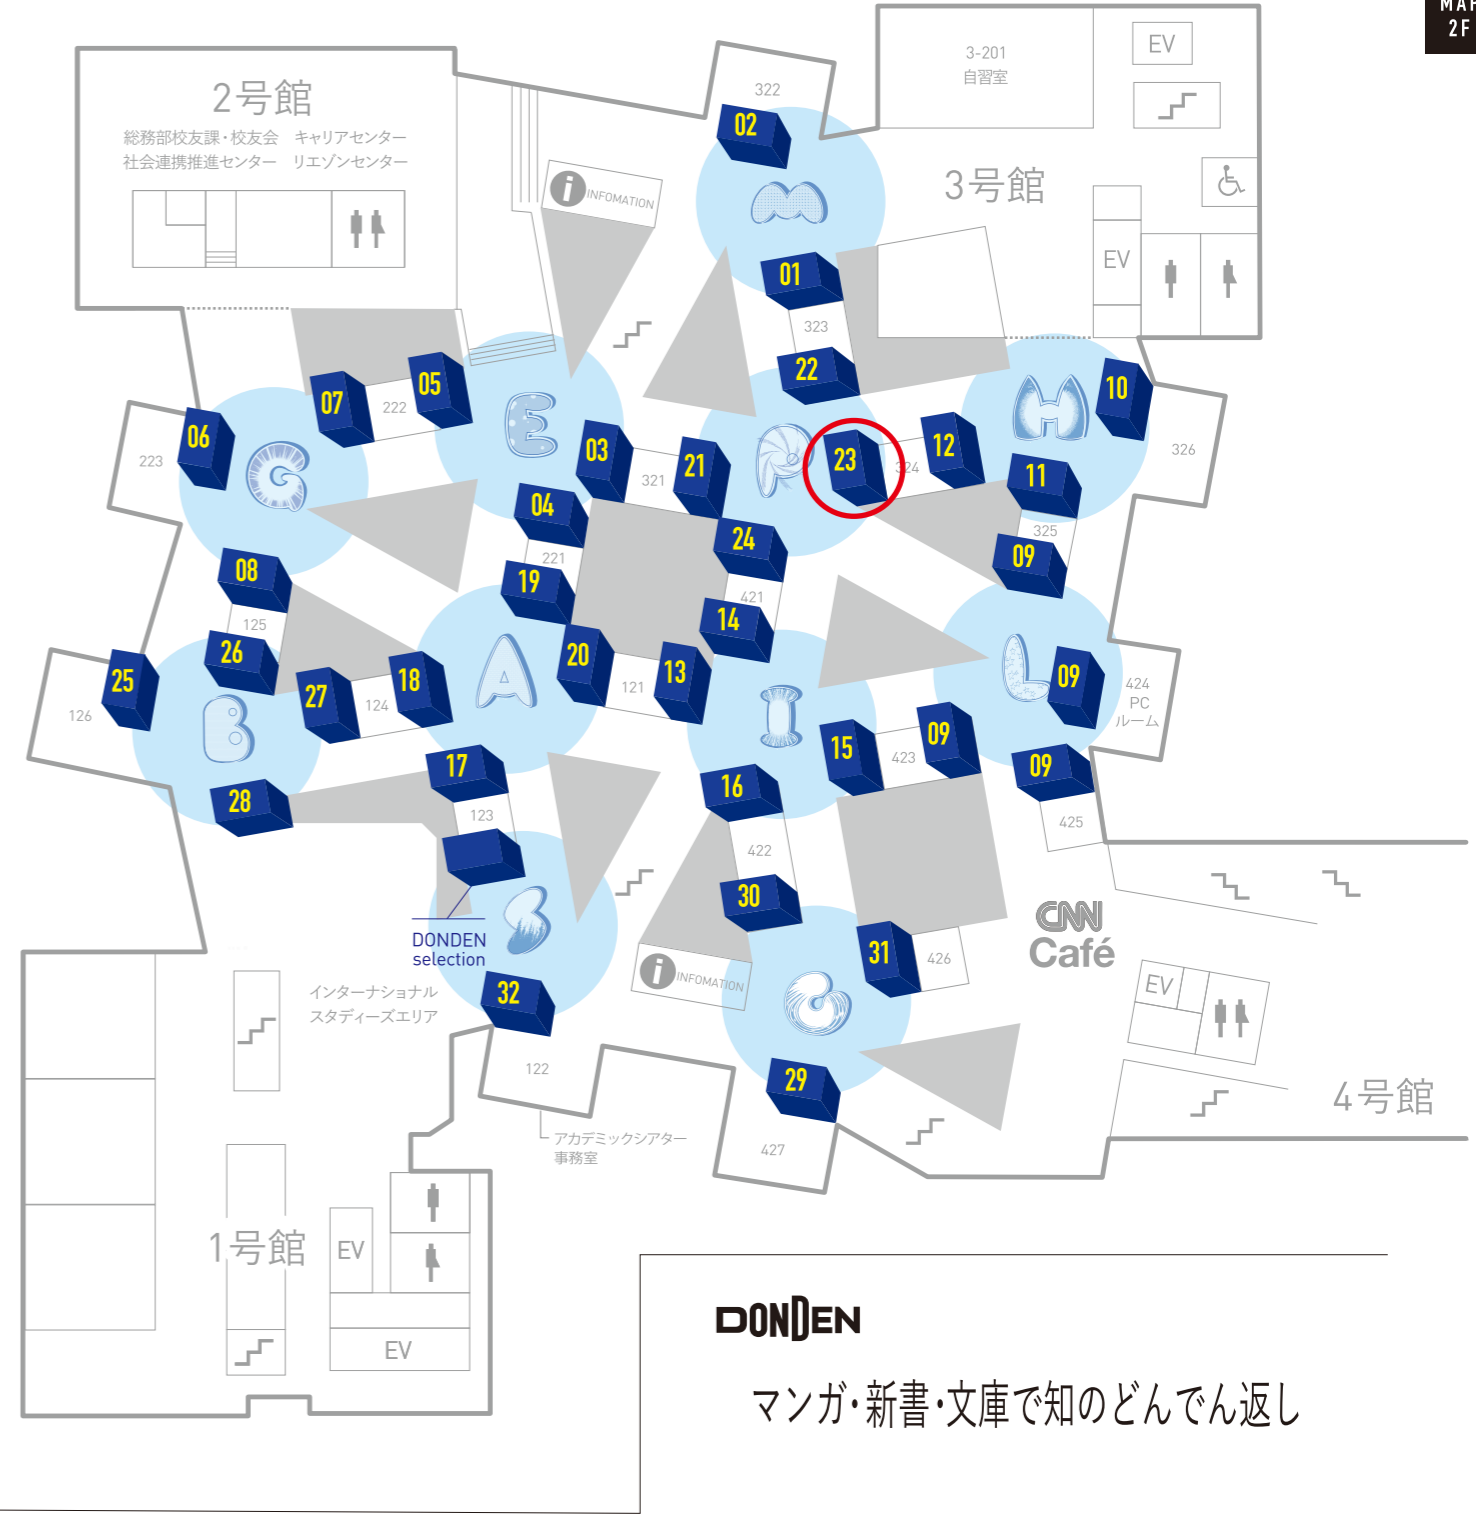 MAP
2F
3-201
自習室
EV
322
2号館
総務部校友課・校友会 キャリアセンター
社会連携推進センター リエゾンセンター
02
i INFOMATION
M
3号館
EV
01
323
22
07
222
05
E
H
10
06
223
G
03
321
21
P
23
324
12
11
326
04
221
19
24
421
14
325
09
08
125
26
A
20
121
13
I
L
09
424
PC
ルーム
25
126
B
27
124
18
15
423
09
09
425
28
17
123
16
422
30
DONDEN
selection
S
32
31
426
CNN
Café
i INFOMATION
G
EV
インターナショナル
スタディーズエリア
122
29
427
4号館
アカデミックシアター
事務室
1号館
EV
EV
DONDEN
マンガ・新書・文庫で知のどんでん返し